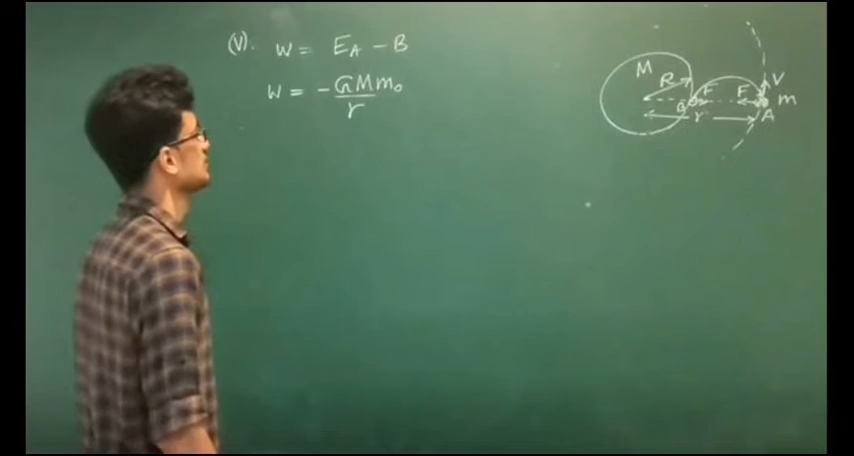 (V). W = E_A - B
W = - GMm₀/r
M
R
F F V
B m
r A